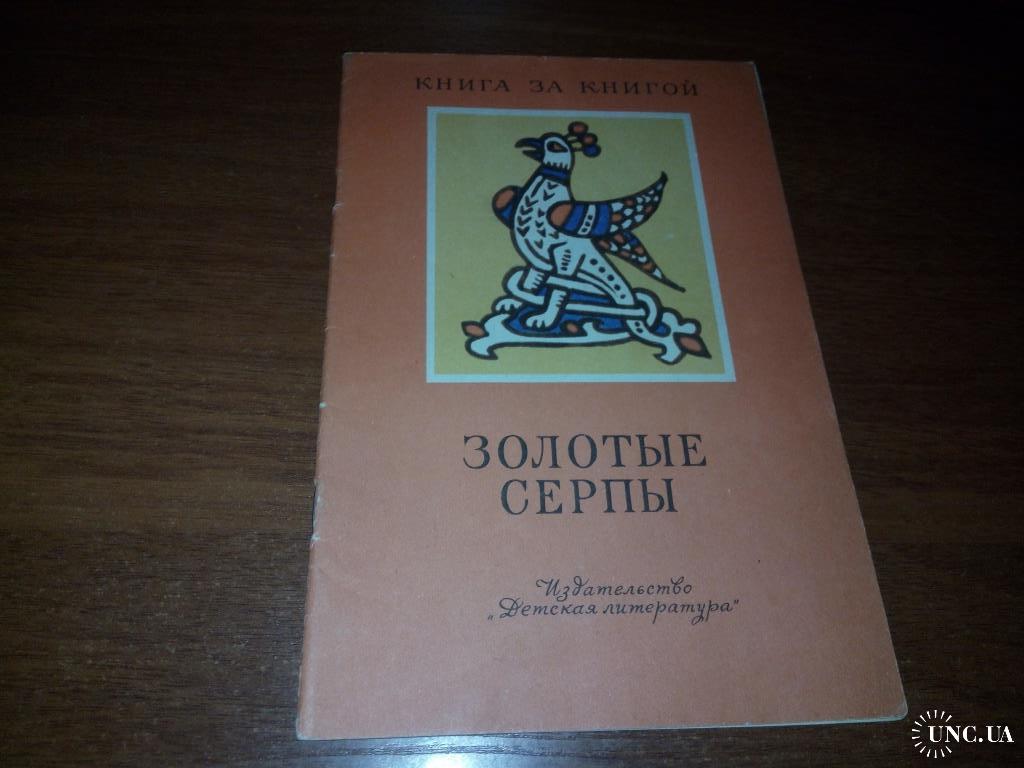 КНИГА ЗА КНИГОЙ
ЗОЛОТЫЕ
СЕРПЫ
Издательство
„Детская литература"
UNC.UA